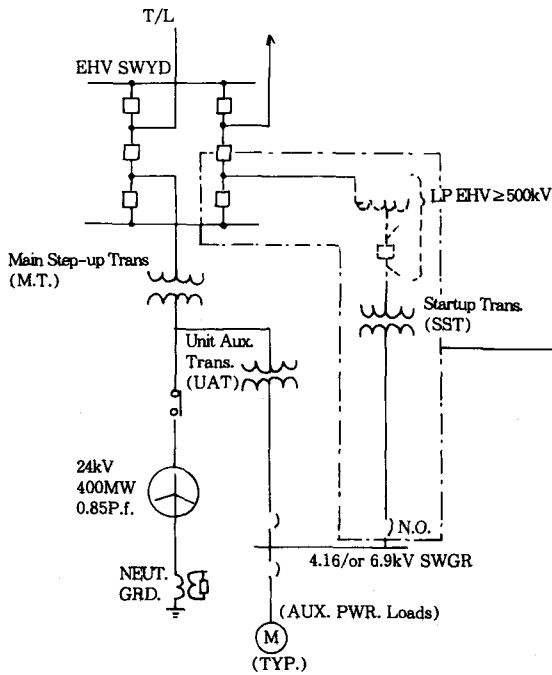 T/L
EHV SWYD
LP EHV≥500kV
Main Step-up Trans
(M.T.)
Startup Trans.
(SST)
Unit Aux.
Trans.
(UAT)
24kV
400MW
0.85P.f.
N.O.
4.16/or 6.9kV SWGR
NEUT.
GRD.
(AUX. PWR. Loads)
M
(TYP.)